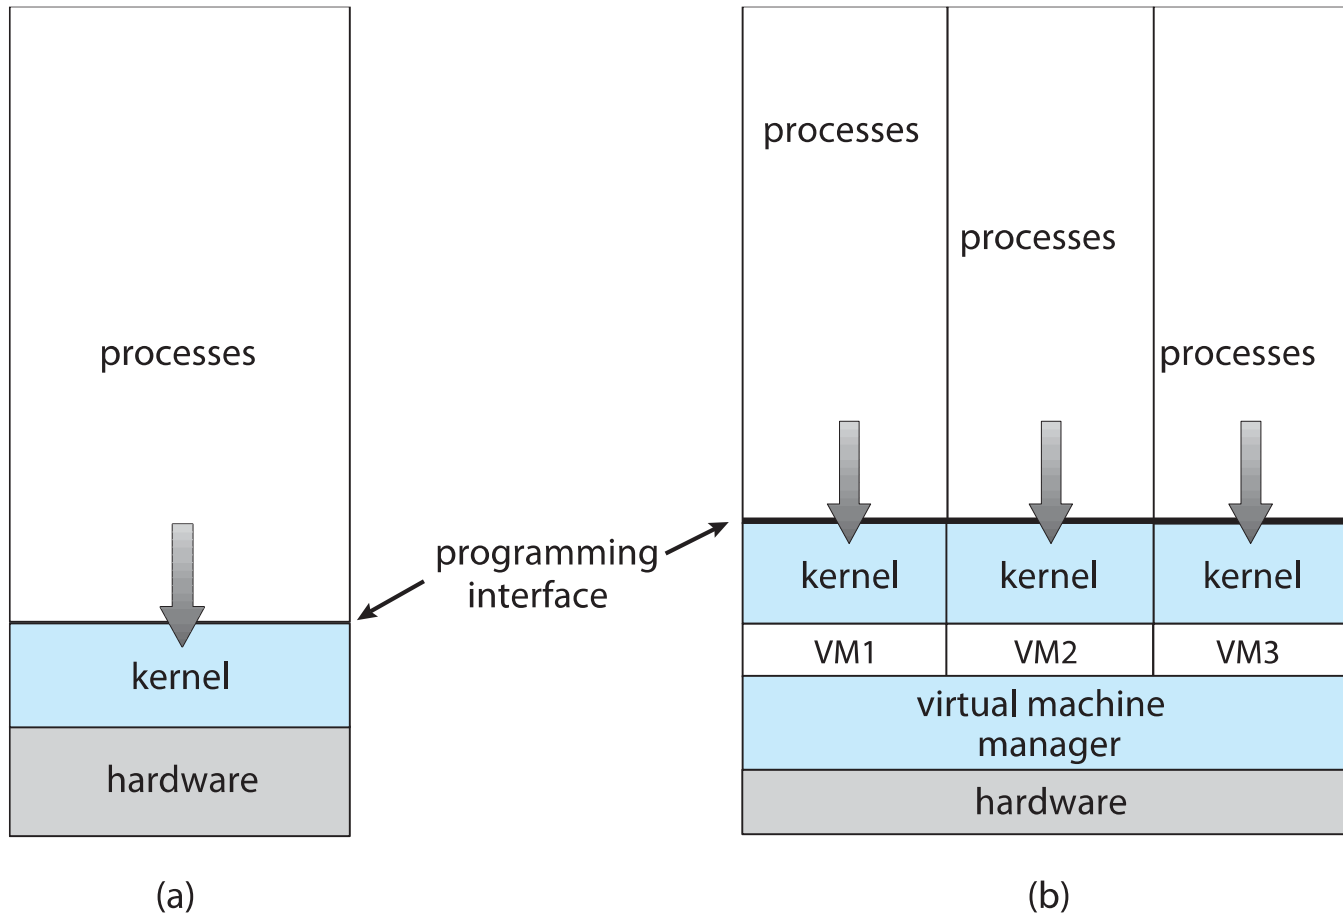 processes
kernel
hardware
(a)
programming
interface
processes
processes
processes
kernel
kernel
kernel
VM1
VM2
VM3
virtual machine
manager
hardware
(b)